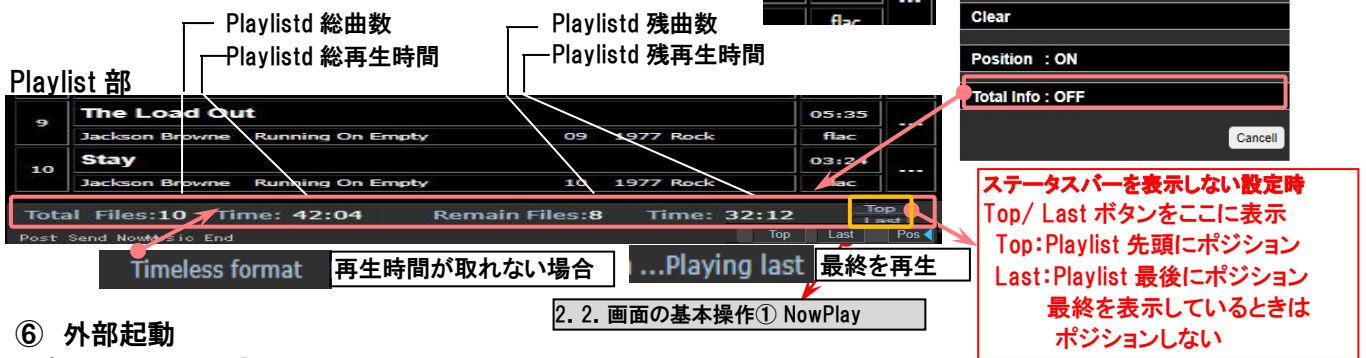 flac
...
Clear
Position : ON
Total Info : OFF
Cancell
Playlistd 総曲数
Playlistd 残曲数
Playlistd 総再生時間
Playlistd 残再生時間
Playlist 部
9 The Load Out 05:35 ...
Jackson Browne Running On Empty 09 1977 Rock flac
10 Stay 03:24 ...
Jackson Browne Running On Empty 10 1977 Rock flac
Total Files:10 Time: 42:04 Remain Files:8 Time: 32:12 Top
Last
Post Send NowMusic End Top Last Pos
Timeless format 再生時間が取れない場合 ...Playing last 最終を再生
2．2．画面の基本操作① NowPlay
ステータスバーを表示しない設定時
Top/ Last ボタンをここに表示
Top：Playlist 先頭にポジション
Last：Playlist 最後にポジション
最終を表示しているときは
ポジションしない
⑥ 外部起動